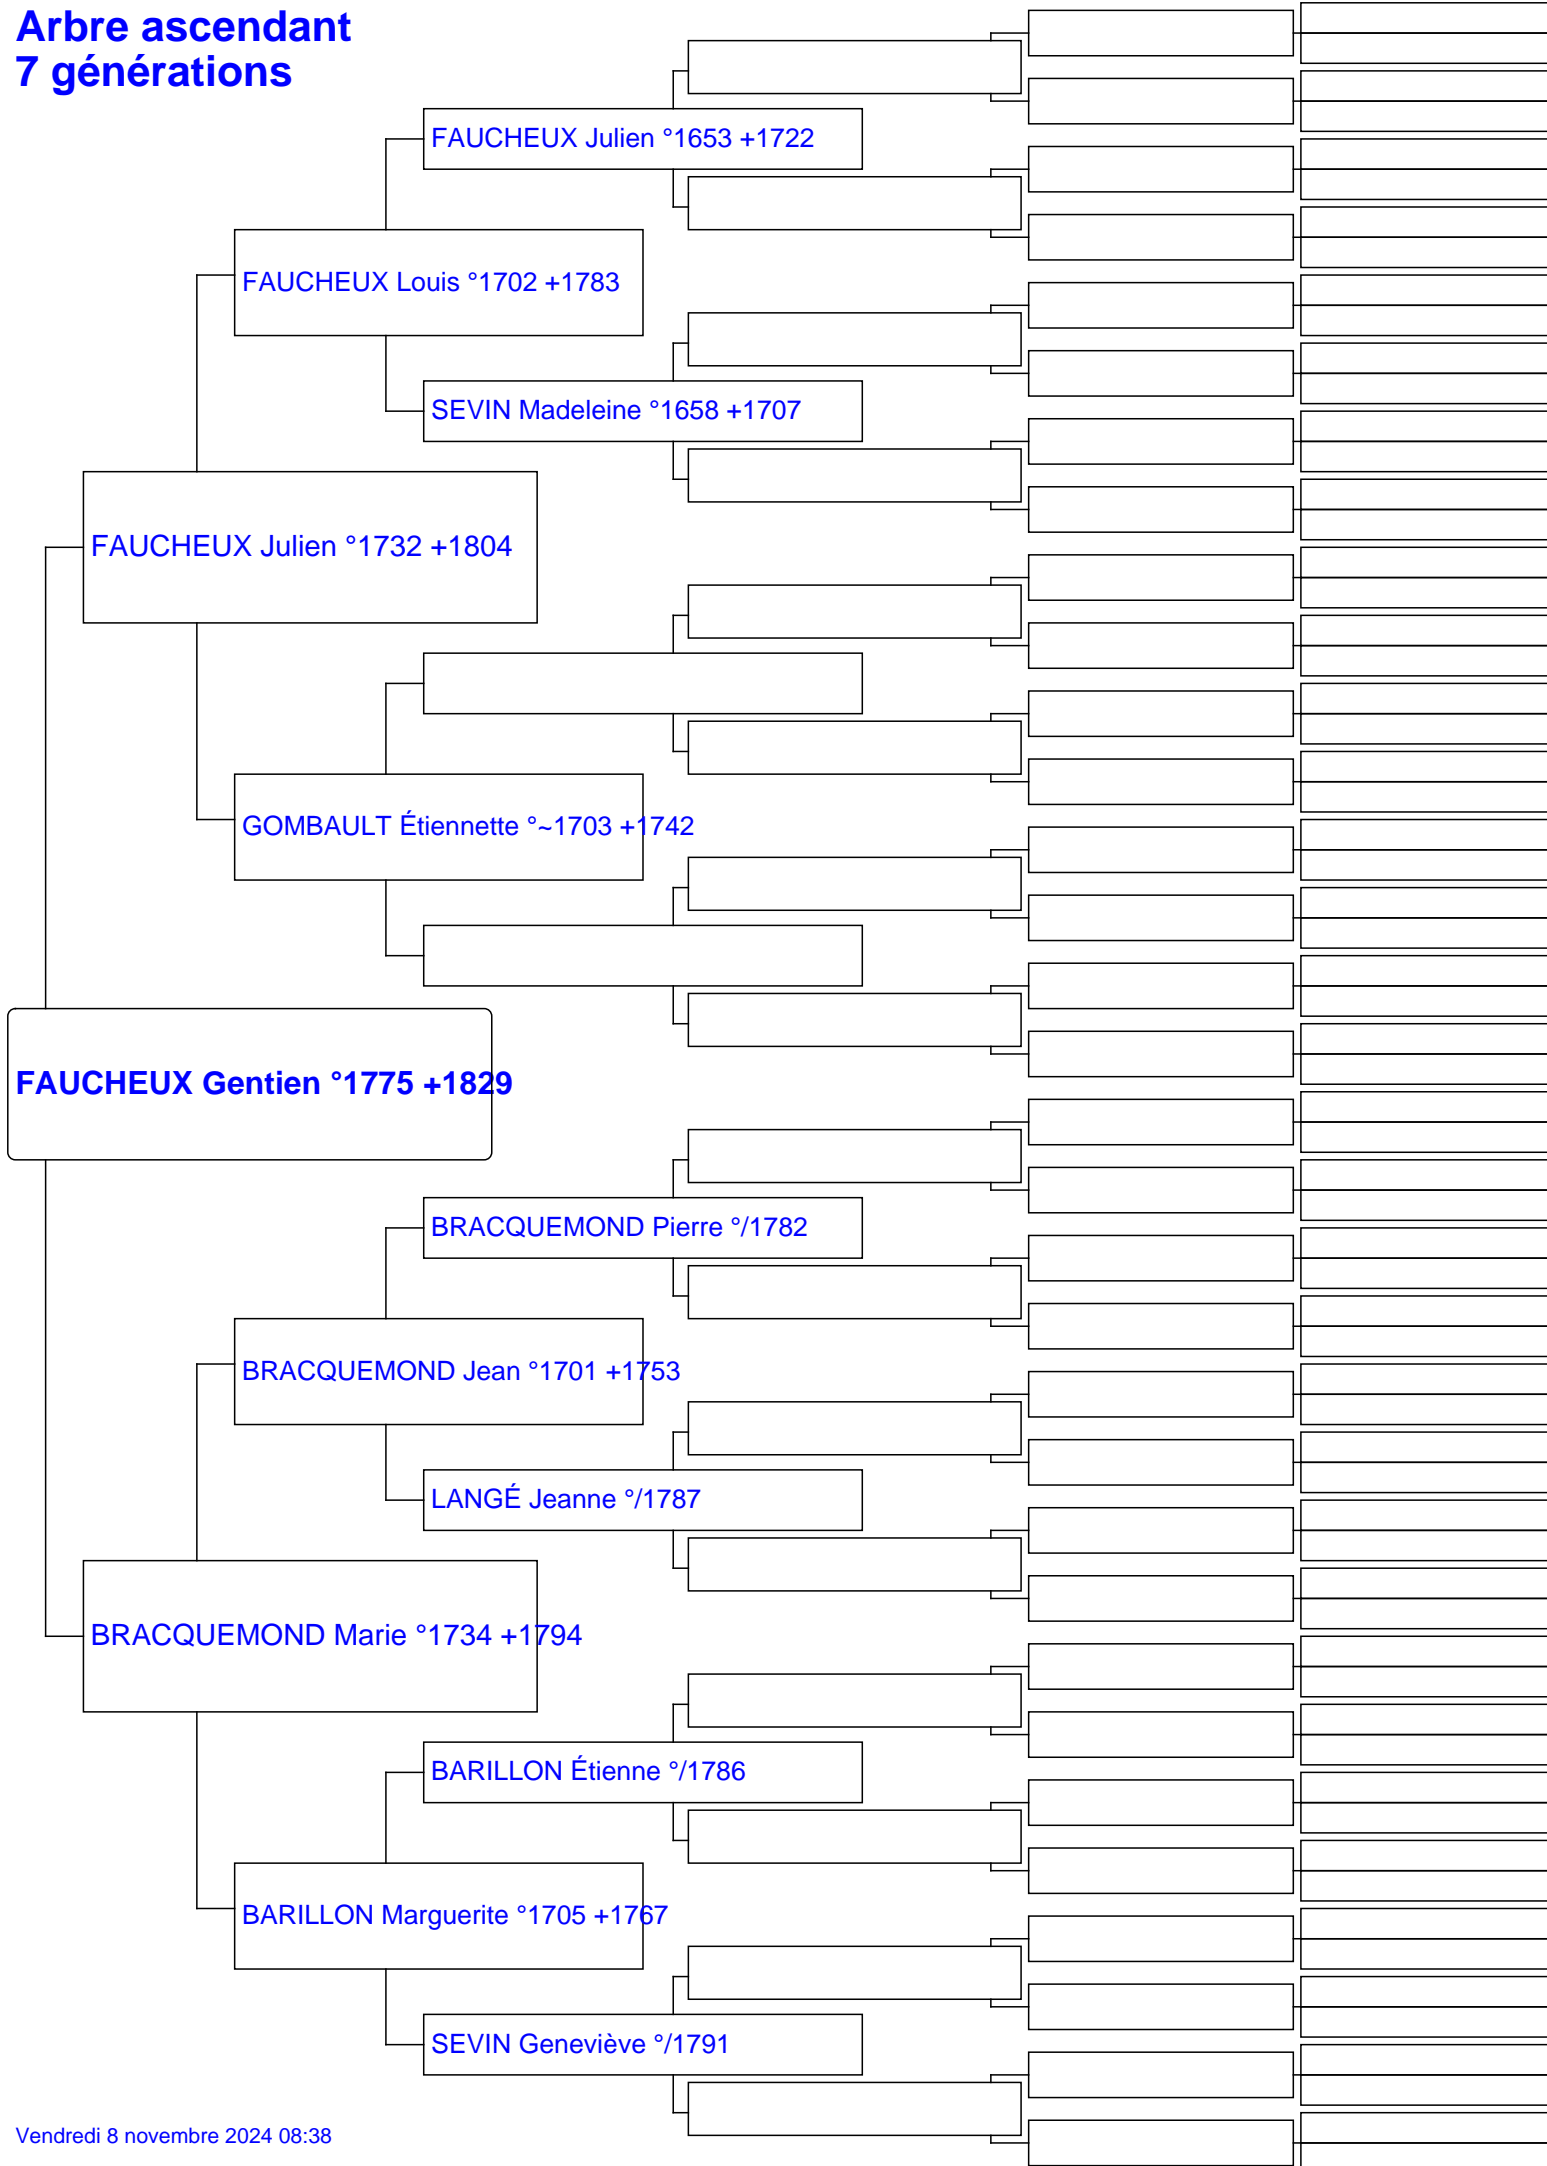 Arbre ascendant
7 générations
FAUCHEUX Julien °1653 +1722
FAUCHEUX Louis °1702 +1783
SEVIN Madeleine °1658 +1707
FAUCHEUX Julien °1732 +1804
GOMBAULT Étiennette °~1703 +1742
FAUCHEUX Gentien °1775 +1829
BRACQUEMOND Pierre °/1782
BRACQUEMOND Jean °1701 +1753
LANGÉ Jeanne °/1787
BRACQUEMOND Marie °1734 +1794
BARILLON Étienne °/1786
BARILLON Marguerite °1705 +1767
SEVIN Geneviève °/1791
Vendredi 8 novembre 2024 08:38